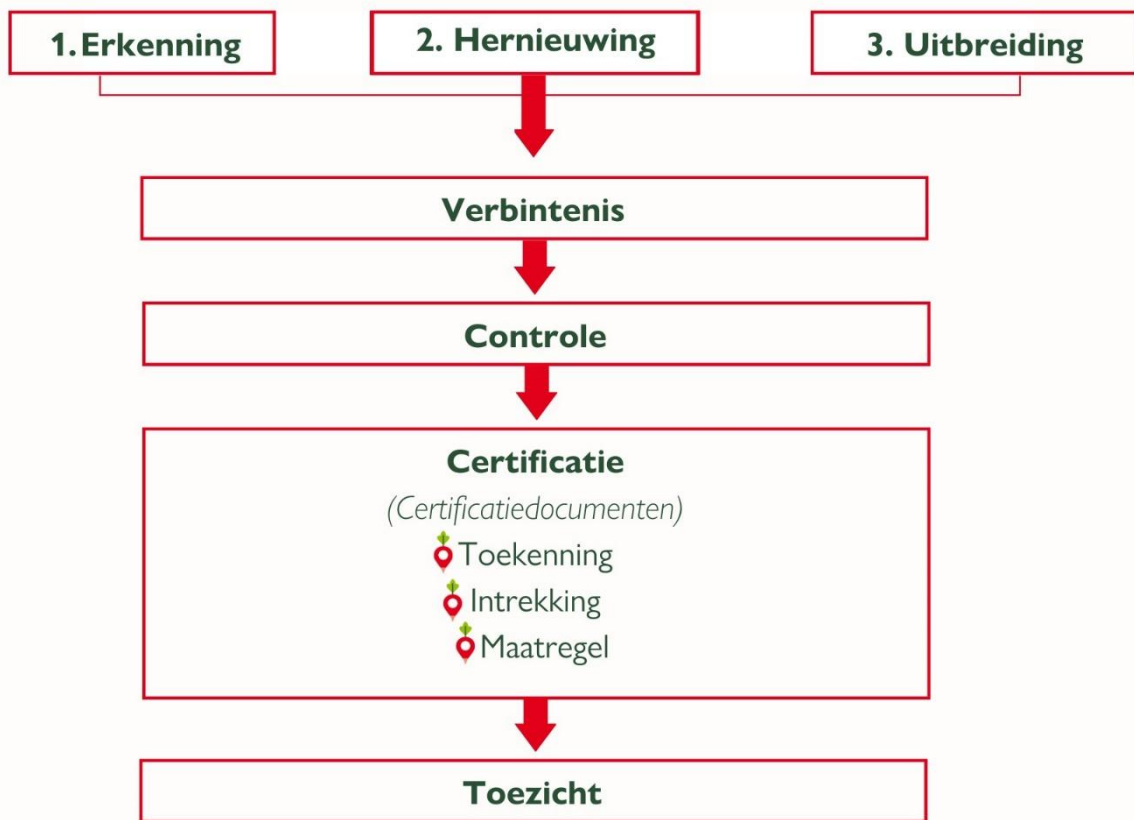 1. Erkenning
2. Hernieuwing
3. Uitbreiding
Verbintenis
Controle
Certificatie
(Certificatiedocumenten)
Toekenning
Intrekking
Maatregel
Toezicht